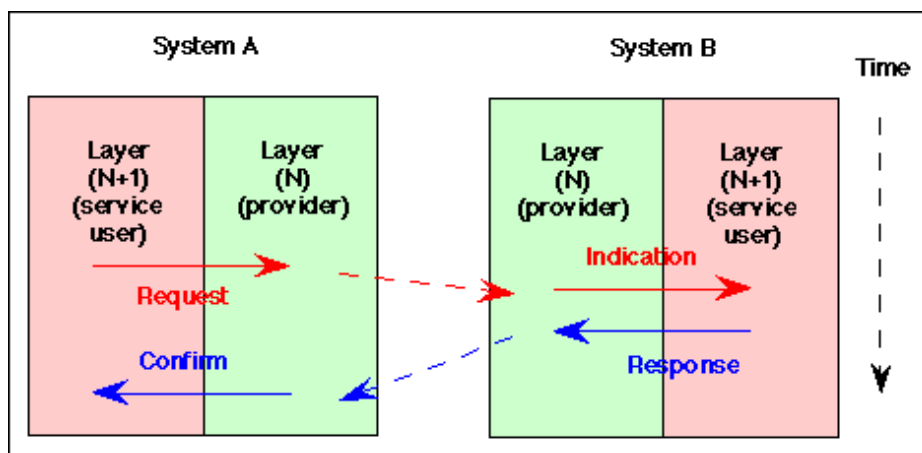 System A
System B
Time
Layer
(N+1)
(service
user)
Layer
(N)
(provider)
Layer
(N)
(provider)
Layer
(N+1)
(service
user)
Indication
Request
Confirm
Response